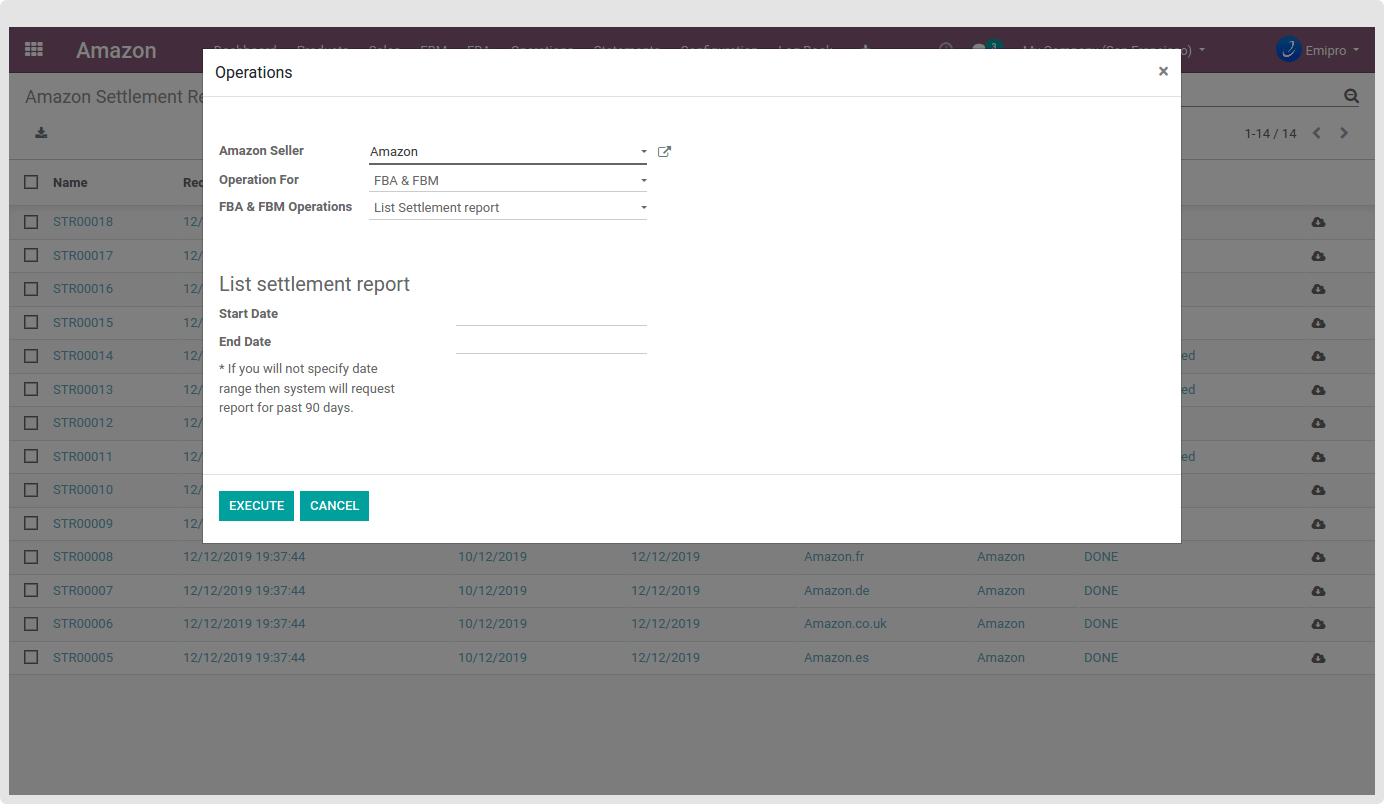 Amazon
3
Emipro
Operations ×
Amazon Settlement Re
Amazon Seller Amazon
1-14 / 14
Operation For FBA & FBM
Name
FBA & FBM Operations List Settlement report
STR00018 12/
STR00017 12/
STR00016 12/
List settlement report
Start Date
STR00015 12/
End Date
STR00014 12/ ed
* If you will not specify date
range then system will request
report for past 90 days.
STR00013 12/ ed
STR00012 12/
STR00011 12/ ed
STR00010 12/
EXECUTE CANCEL
STR00009 12/
STR00008 12/12/2019 19:37:44 10/12/2019 12/12/2019 Amazon.fr Amazon DONE
STR00007 12/12/2019 19:37:44 10/12/2019 12/12/2019 Amazon.de Amazon DONE
STR00006 12/12/2019 19:37:44 10/12/2019 12/12/2019 Amazon.co.uk Amazon DONE
STR00005 12/12/2019 19:37:44 10/12/2019 12/12/2019 Amazon.es Amazon DONE